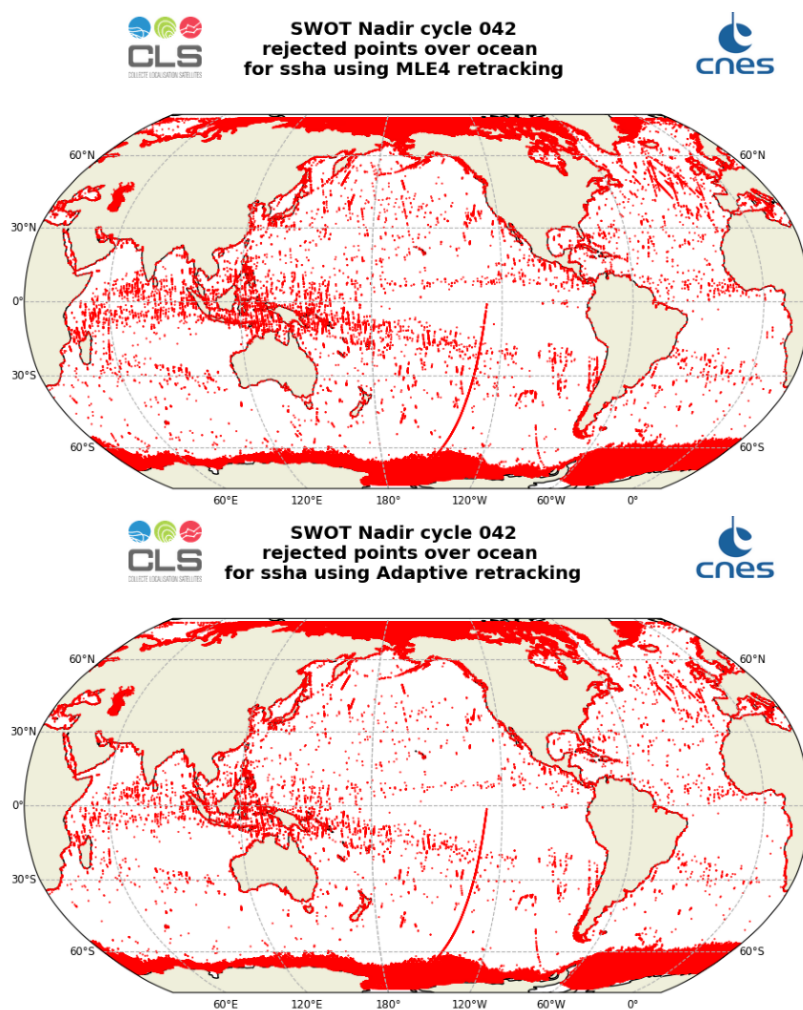 SWOT Nadir cycle 042
rejected points over ocean
for ssha using MLE4 retracking
CLS
COLLECTE LOCALISATION SATELLITES
cnes
60°N
60°N
30°N
30°N
0°
0°
30°S
30°S
60°S
60°S
60°E 120°E 180° 120°W 60°W 0°
SWOT Nadir cycle 042
rejected points over ocean
for ssha using Adaptive retracking
CLS
COLLECTE LOCALISATION SATELLITES
cnes
60°N
60°N
30°N
30°N
0°
0°
30°S
30°S
60°S
60°S
60°E 120°E 180° 120°W 60°W 0°